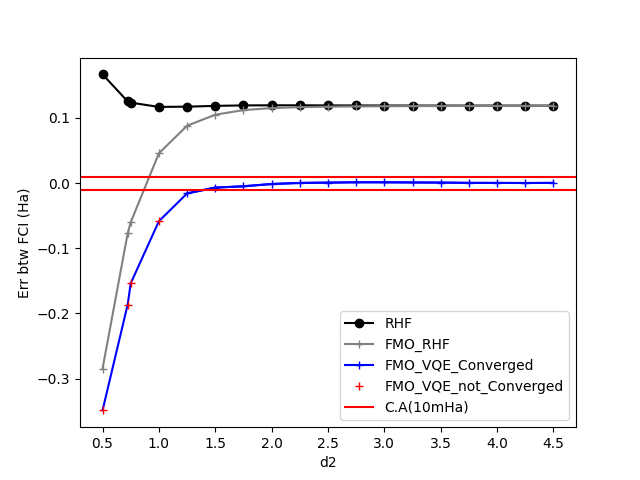 0.1
0.0
−0.1
−0.2
−0.3
Err btw FCI (Ha)
RHF
FMO_RHF
FMO_VQE_Converged
FMO_VQE_not_Converged
C.A(10mHa)
0.5 1.0 1.5 2.0 2.5 3.0 3.5 4.0 4.5
d2